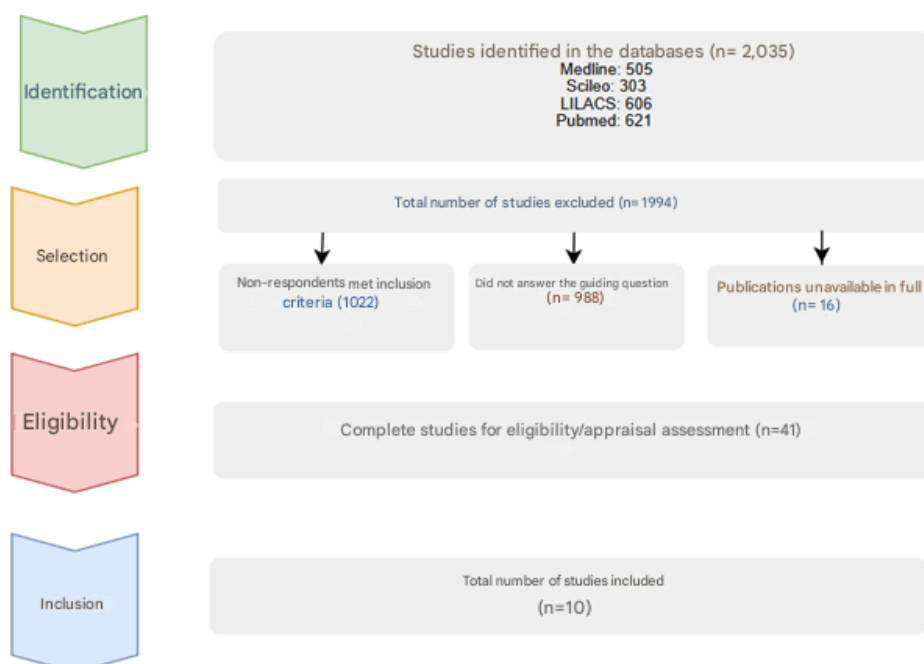 Identification
Studies identified in the databases (n= 2,035)
Medline: 505
Scileo: 303
LILACS: 606
Pubmed: 621
Selection
Total number of studies excluded (n= 1994)
Non-respondents met inclusion
criteria (1022)
Did not answer the guiding question
(n= 988)
Publications unavailable in full
(n= 16)
Eligibility
Complete studies for eligibility/appraisal assessment (n=41)
Inclusion
Total number of studies included
(n=10)